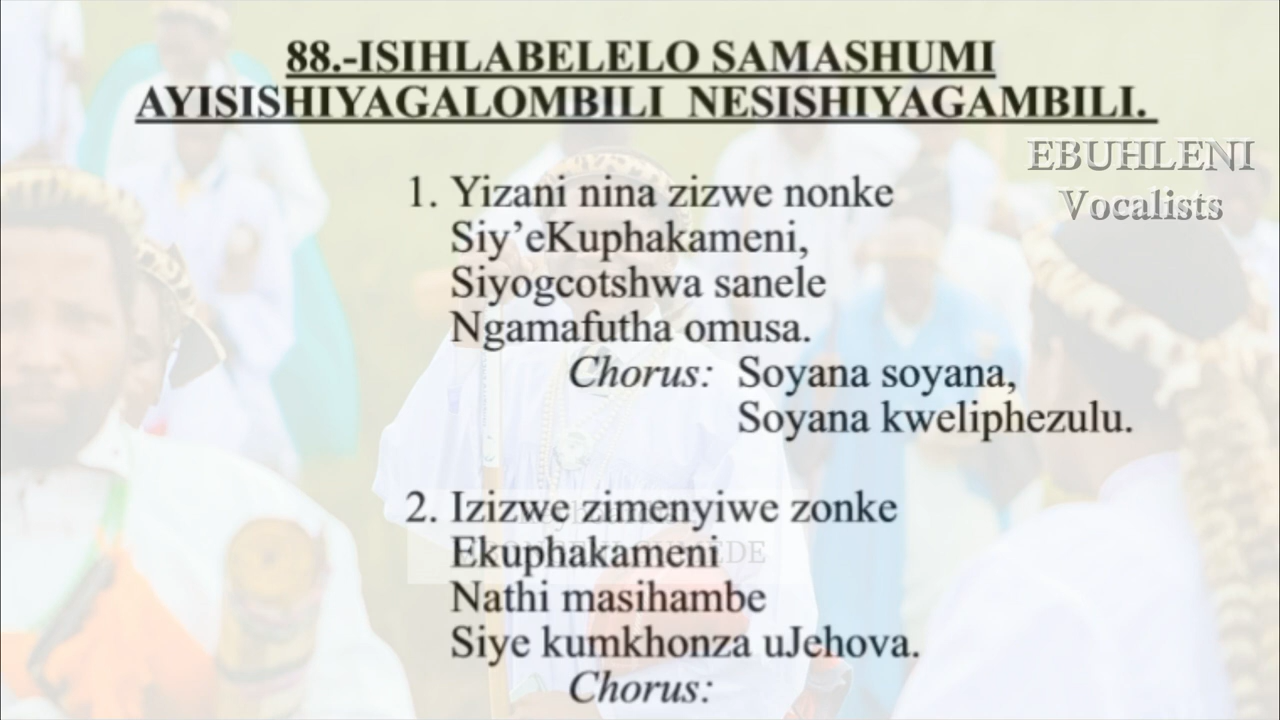 88.-ISIHLABELELO SAMASHUMI
AYISISHIYAGALOMBILI NESISHIYAGAMBILI.
EBUHLENI
Vocalists
1. Yizani nina zizwe nonke
Siy’eKuphakameni,
Siyogcotshwa sanele
Ngamafutha omusa.
Chorus: Soyana soyana,
Soyana kweliphezulu.
2. Izizwe zimenyiwe zonke
Ekuphakameni
Nathi masihambe
Siye kumkhonza uJehova.
Chorus: